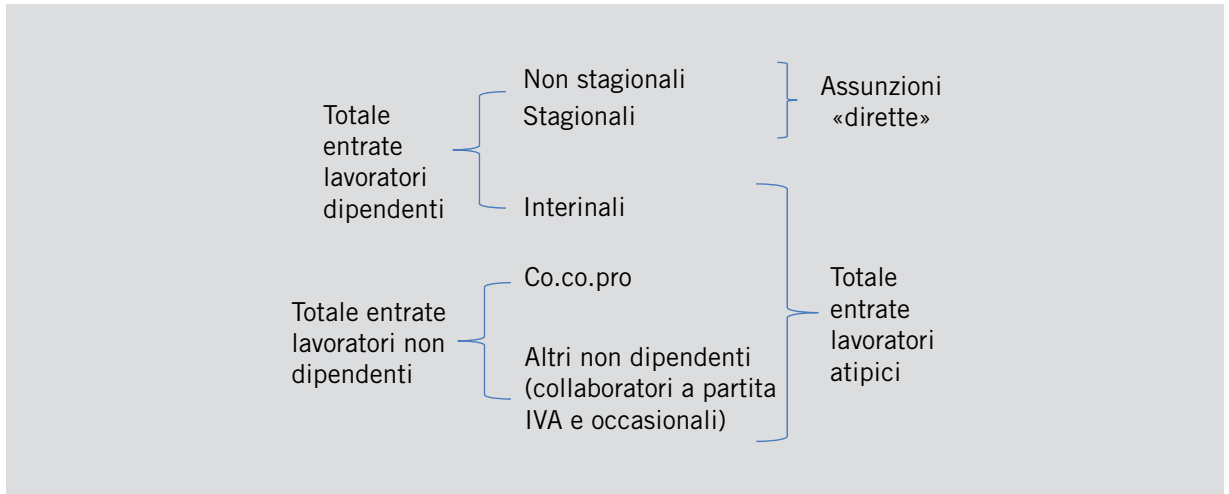 Totale
entrate
lavoratori
dipendenti
Non stagionali
Stagionali
Interinali
Assunzioni
«dirette»
Totale entrate
lavoratori non
dipendenti
Co.co.pro
Altri non dipendenti
(collaboratori a partita
IVA e occasionali)
Totale
entrate
lavoratori
atipici